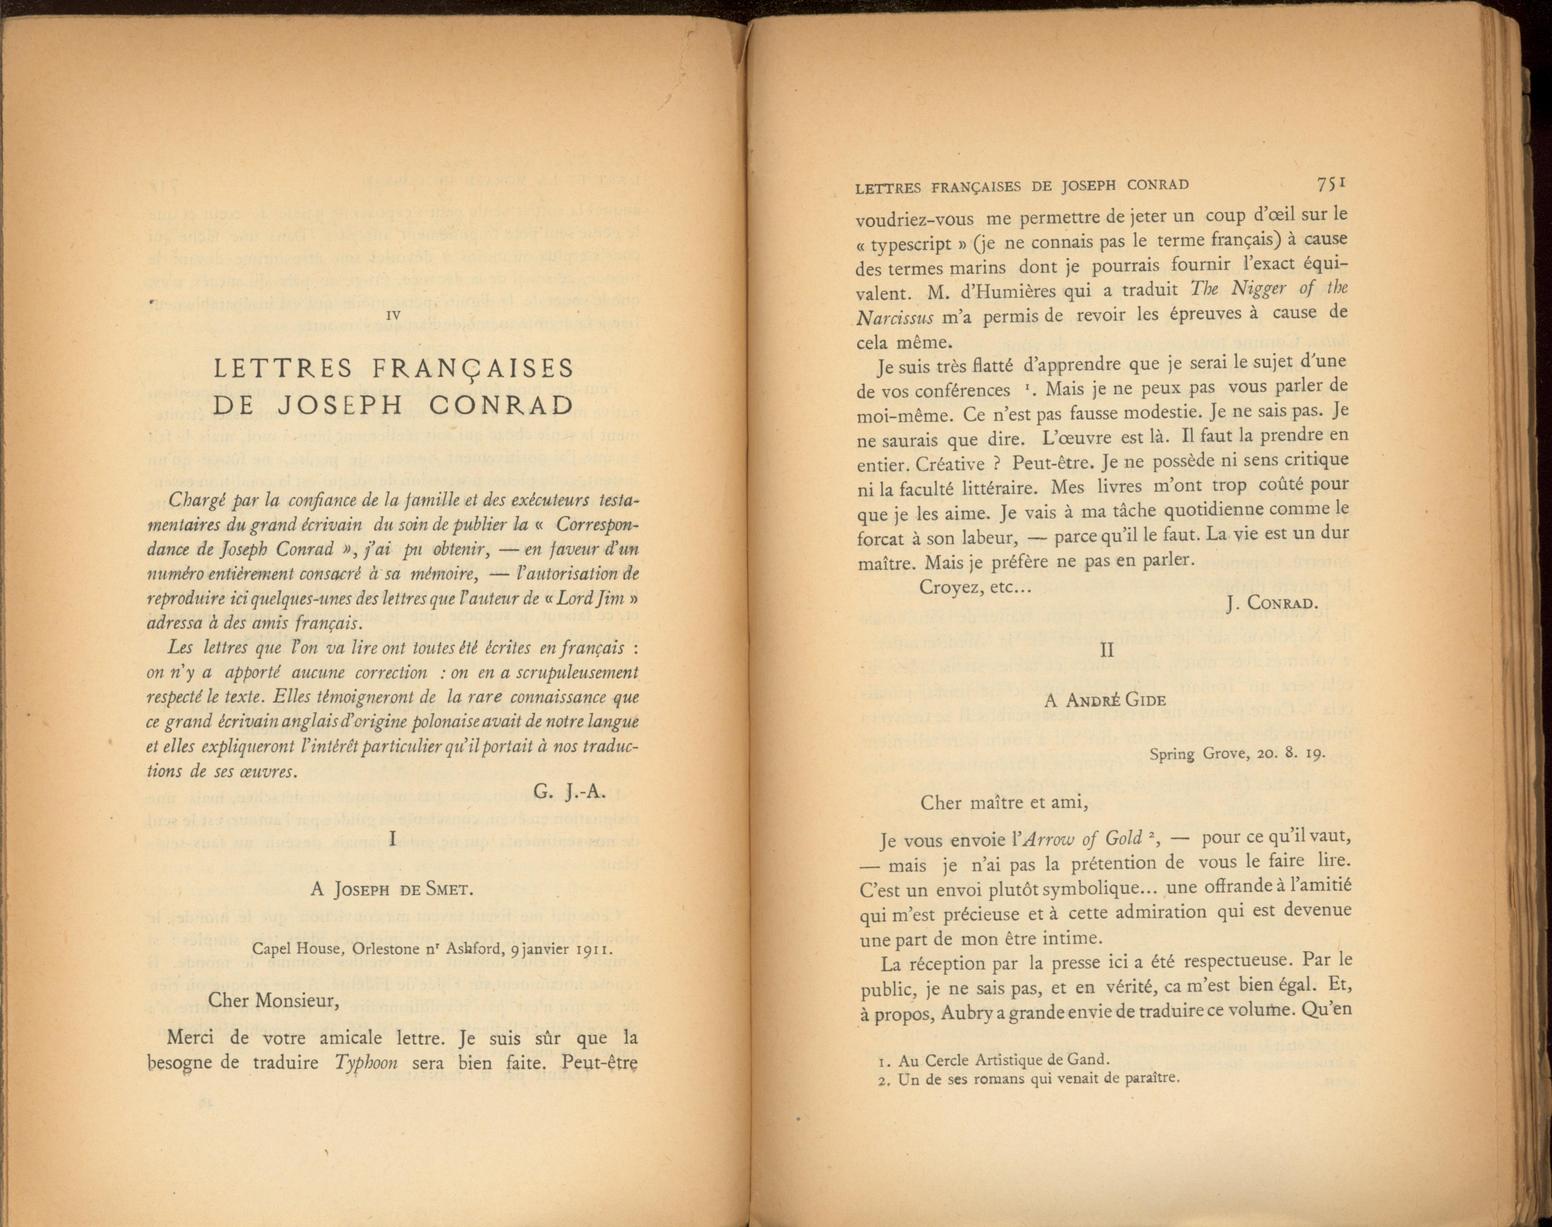 IV
LETTRES FRANÇAISES
DE JOSEPH CONRAD
Chargé par la confiance de la famille et des exécuteurs testa-
mentaires du grand écrivain du soin de publier la « Correspon-
dance de Joseph Conrad », j'ai pu obtenir, — en faveur d'un
numéro entièrement consacré à sa mémoire, — l'autorisation de
reproduire ici quelques-unes des lettres que l'auteur de « Lord Jim »
adressa à des amis français.
Les lettres que l'on va lire ont toutes été écrites en français :
on n'y a apporté aucune correction : on en a scrupuleusement
respecté le texte. Elles témoigneront de la rare connaissance que
ce grand écrivain anglais d'origine polonaise avait de notre langue
et elles expliqueront l'intérêt particulier qu'il portait à nos traduc-
tions de ses œuvres.
G. J.-A.
I
A JOSEPH DE SMET.
Capel House, Orlestone nr Ashford, 9 janvier 1911.
Cher Monsieur,
Merci de votre amicale lettre. Je suis sûr que la
besogne de traduire Typhoon sera bien faite. Peut-être
LETTRES FRANÇAISES DE JOSEPH CONRAD 751
voudriez-vous me permettre de jeter un coup d'œil sur le
« typescript » (je ne connais pas le terme français) à cause
des termes marins dont je pourrais fournir l'exact équi-
valent. M. d'Humières qui a traduit The Nigger of the
Narcissus m'a permis de revoir les épreuves à cause de
cela même.
Je suis très flatté d'apprendre que je serai le sujet d'une
de vos conférences 1. Mais je ne peux pas vous parler de
moi-même. Ce n'est pas fausse modestie. Je ne sais pas. Je
ne saurais que dire. L'œuvre est là. Il faut la prendre en
entier. Créative ? Peut-être. Je ne possède ni sens critique
ni la faculté littéraire. Mes livres m'ont trop coûté pour
que je les aime. Je vais à ma tâche quotidienne comme le
forcat à son labeur, — parce qu'il le faut. La vie est un dur
maître. Mais je préfère ne pas en parler.
Croyez, etc...
J. CONRAD.
II
A ANDRÉ GIDE
Spring Grove, 20. 8. 19.
Cher maître et ami,
Je vous envoie l'Arrow of Gold 2, — pour ce qu'il vaut,
— mais je n'ai pas la prétention de vous le faire lire.
C'est un envoi plutôt symbolique... une offrande à l'amitié
qui m'est précieuse et à cette admiration qui est devenue
une part de mon être intime.
La réception par la presse ici a été respectueuse. Par le
public, je ne sais pas, et en vérité, ca m'est bien égal. Et,
à propos, Aubry a grande envie de traduire ce volume. Qu'en
1. Au Cercle Artistique de Gand.
2. Un de ses romans qui venait de paraître.